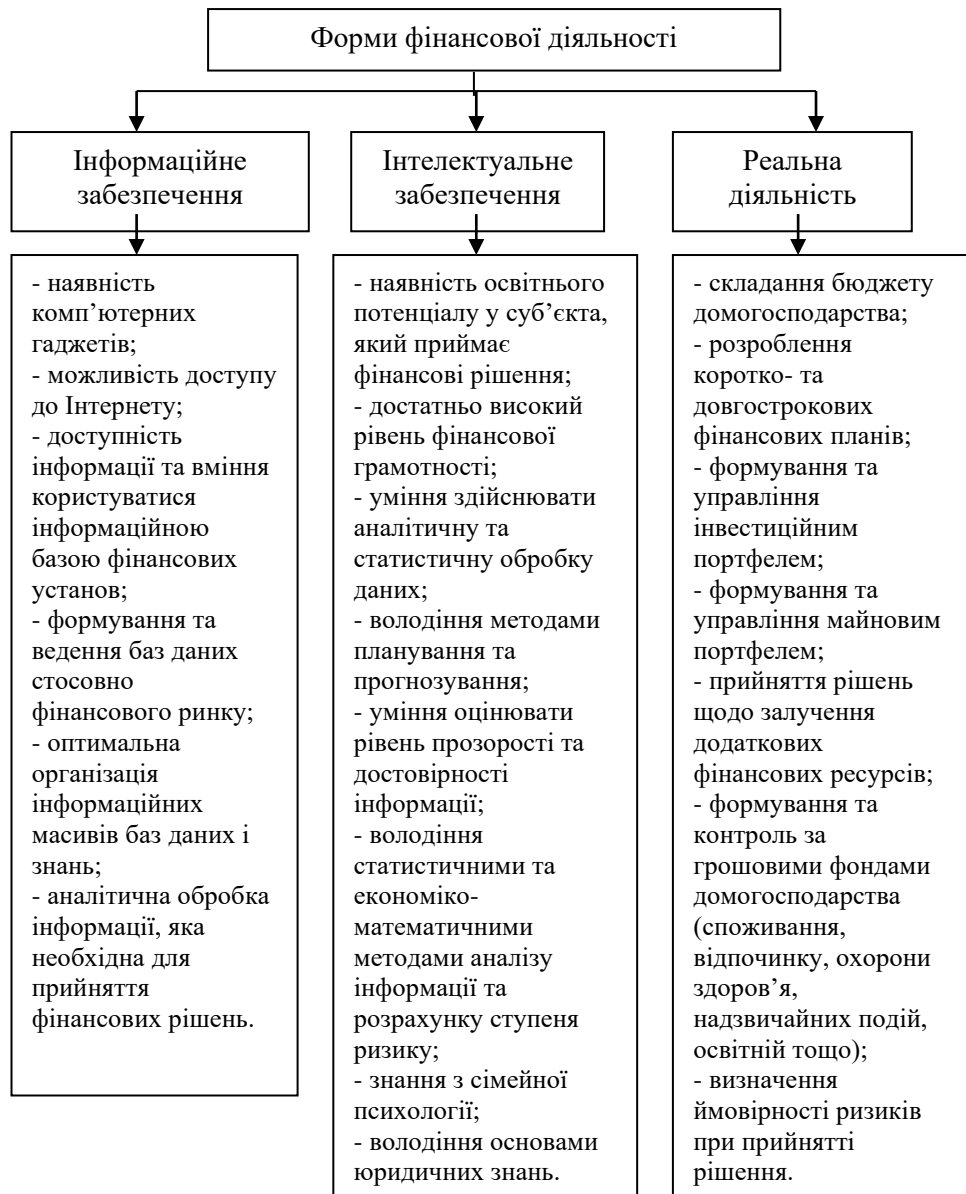 Форми фінансової діяльності
Інформаційне
забезпечення
Інтелектуальне
забезпечення
Реальна
діяльність
- наявність
комп’ютерних
гаджетів;
- можливість доступу
до Інтернету;
- доступність
інформації та вміння
користуватися
інформаційною
базою фінансових
установ;
- формування та
ведення баз даних
стосовно
фінансового ринку;
- оптимальна
організація
інформаційних
масивів баз даних і
знань;
- аналітична обробка
інформації, яка
необхідна для
прийняття
фінансових рішень.
- наявність освітнього
потенціалу у суб’єкта,
який приймає
фінансові рішення;
- достатньо високий
рівень фінансової
грамотності;
- уміння здійснювати
аналітичну та
статистичну обробку
даних;
- володіння методами
планування та
прогнозування;
- уміння оцінювати
рівень прозорості та
достовірності
інформації;
- володіння
статистичними та
економіко-
математичними
методами аналізу
інформації та
розрахунку ступеня
ризику;
- знання з сімейної
психології;
- володіння основами
юридичних знань.
- складання бюджету
домогосподарства;
- розроблення
коротко- та
довгострокових
фінансових планів;
- формування та
управління
інвестиційним
портфелем;
- формування та
управління майновим
портфелем;
- прийняття рішень
щодо залучення
додаткових
фінансових ресурсів;
- формування та
контроль за
грошовими фондами
домогосподарства
(споживання,
відпочинку, охорони
здоров’я,
надзвичайних подій,
освітній тощо);
- визначення
ймовірності ризиків
при прийнятті
рішення.